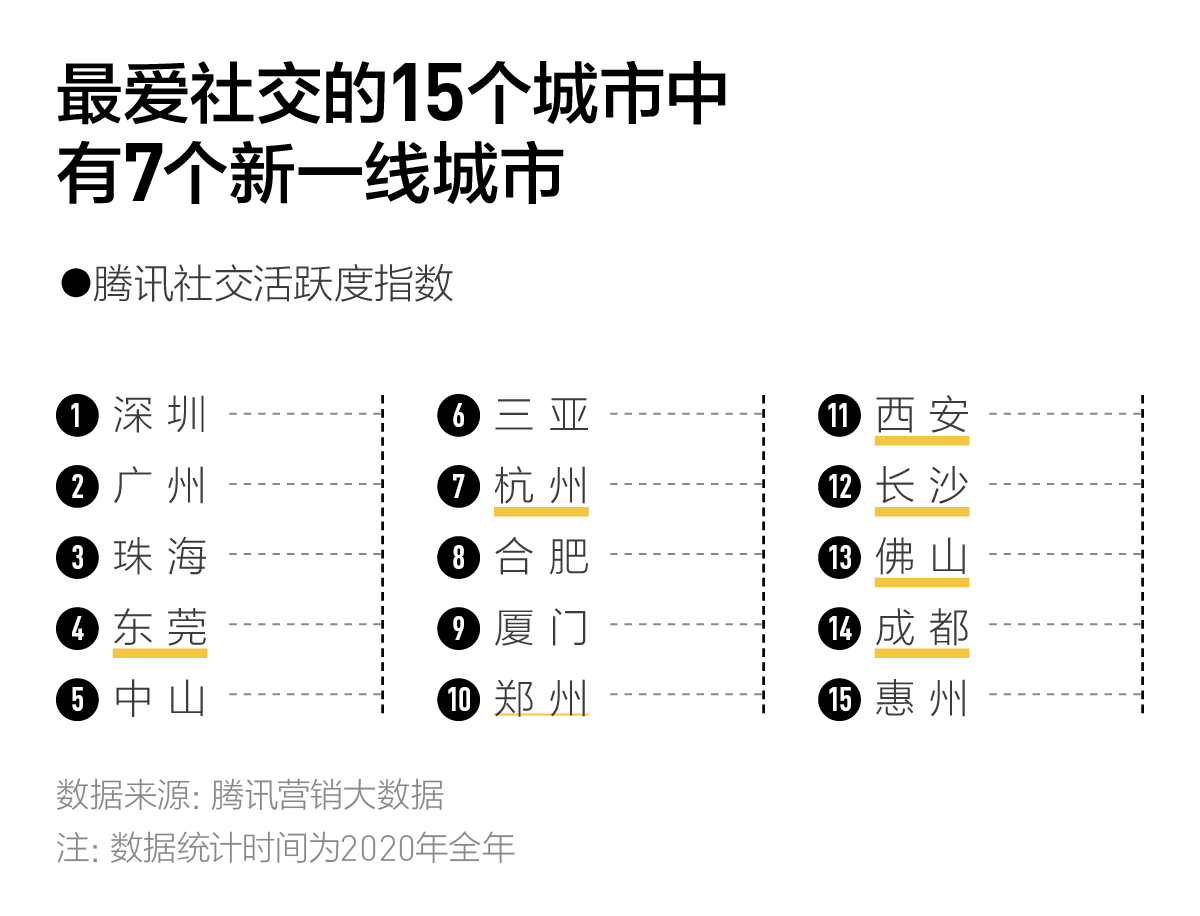 最爱社交的15个城市中
有7个新一线城市
●腾讯社交活跃度指数
1 深圳
2 广州
3 珠海
4 东莞
5 中山
6 三亚
7 杭州
8 合肥
9 厦门
10 郑州
11 西安
12 长沙
13 佛山
14 成都
15 惠州
数据来源：腾讯营销大数据
注：数据统计时间为2020年全年